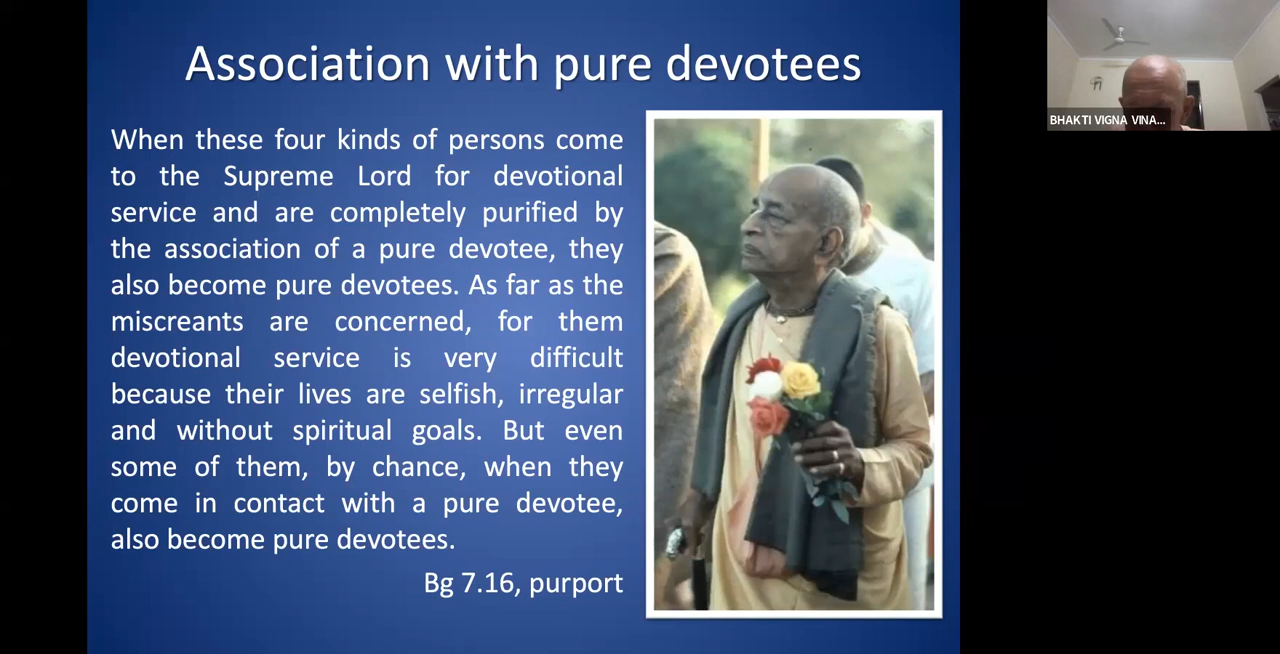 Association with pure devotees
When these four kinds of persons come
to the Supreme Lord for devotional
service and are completely purified by
the association of a pure devotee, they
also become pure devotees. As far as the
miscreants are concerned, for them
devotional service is very difficult
because their lives are selfish, irregular
and without spiritual goals. But even
some of them, by chance, when they
come in contact with a pure devotee,
also become pure devotees.
Bg 7.16, purport
BHAKTI VIGNA VINA...